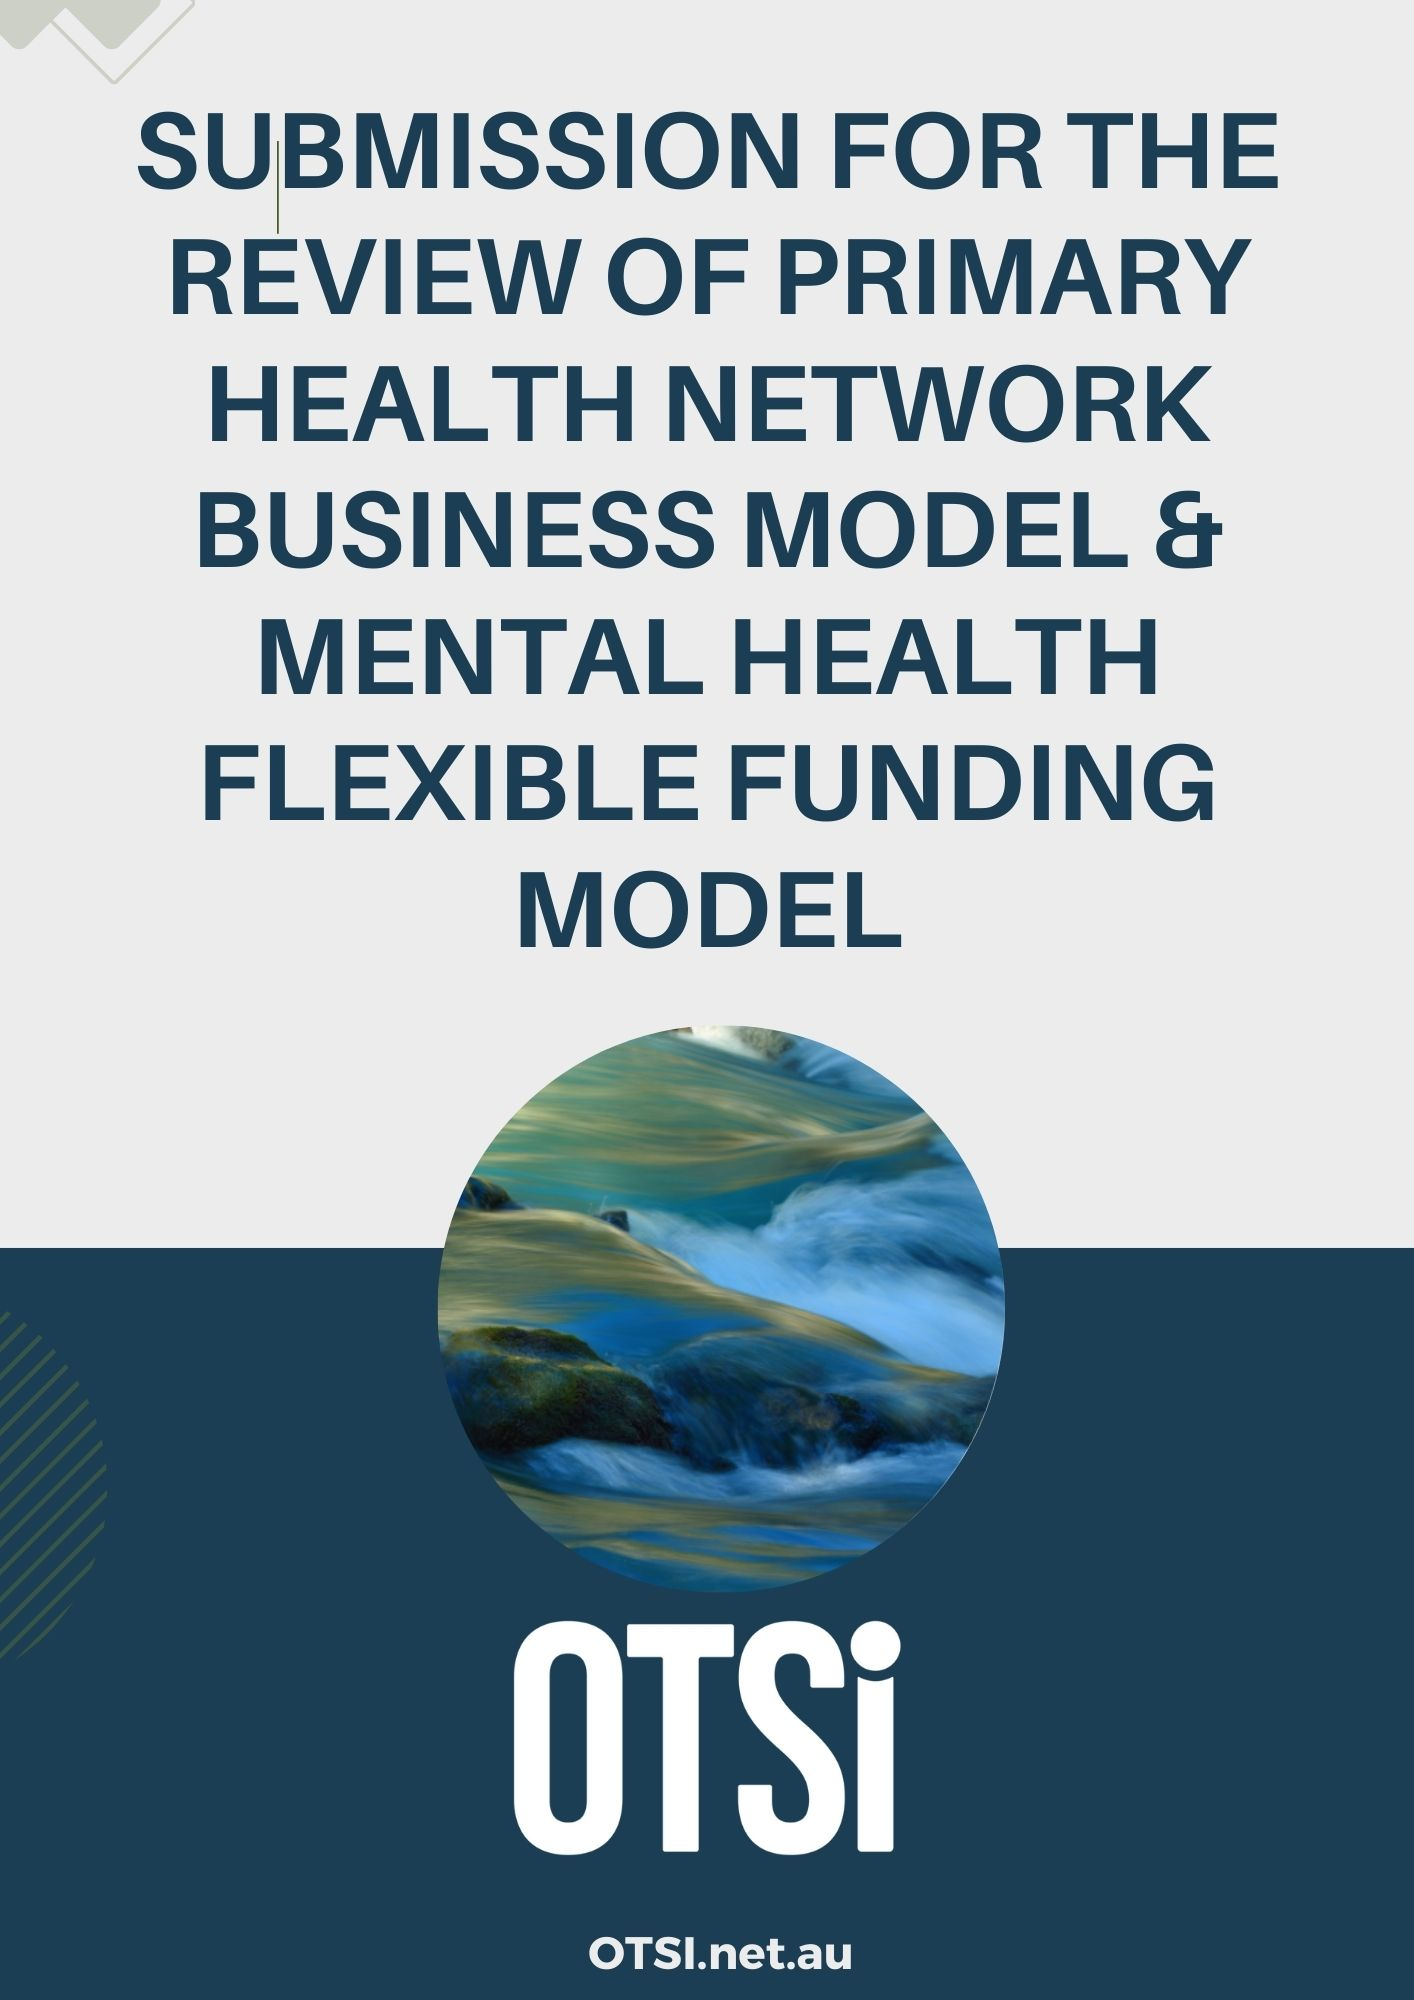 SUBMISSION FOR THE
REVIEW OF PRIMARY
HEALTH NETWORK
BUSINESS MODEL &
MENTAL HEALTH
FLEXIBLE FUNDING
MODEL
OTSi
OTSI.net.au